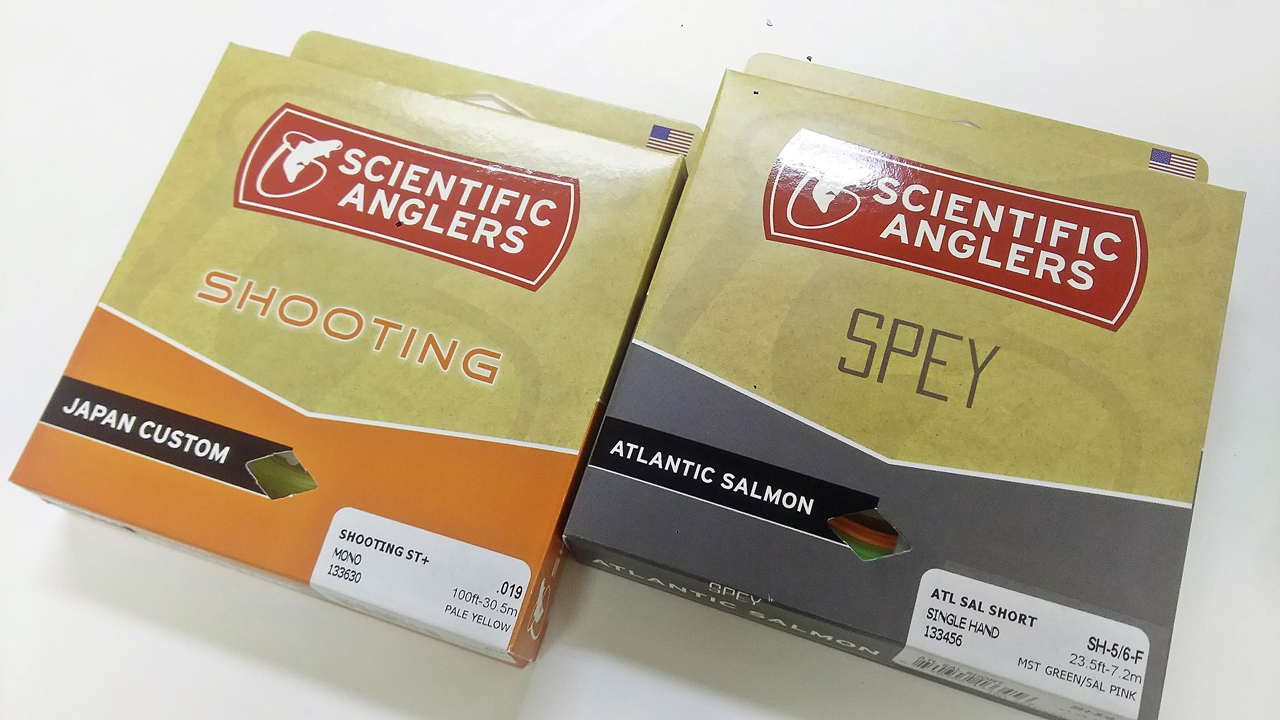 SCIENTIFIC
ANGLERS
SHOOTING
JAPAN CUSTOM
SHOOTING ST+
MONO
133630
.019
100ft-30.5m
PALE YELLOW
SCIENTIFIC
ANGLERS
SPEY
ATLANTIC SALMON
SPEY
ATLANTIC SALMON
ATL SAL SHORT
SINGLE HAND
133456
SH-5/6-F
23.5ft-7.2m
MST GREEN/SAL PINK